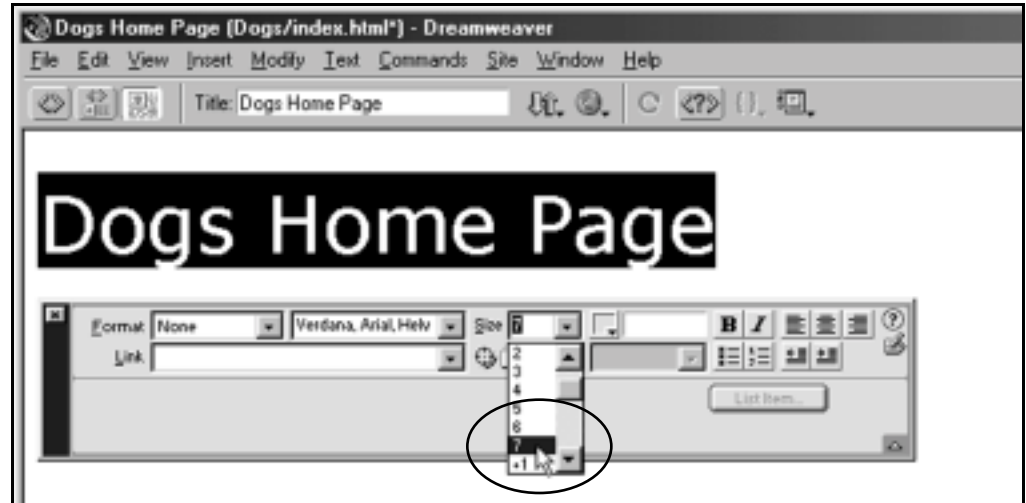 Dogs Home Page (Dogs/index.html*) - Dreamweaver
File Edit View Insert Modify Text Commands Site Window Help
Title: Dogs Home Page
Dogs Home Page
Format None Verdana, Arial, Helv Size 7 B I
Link
2
3
4
5
6
7
+1
List Item...